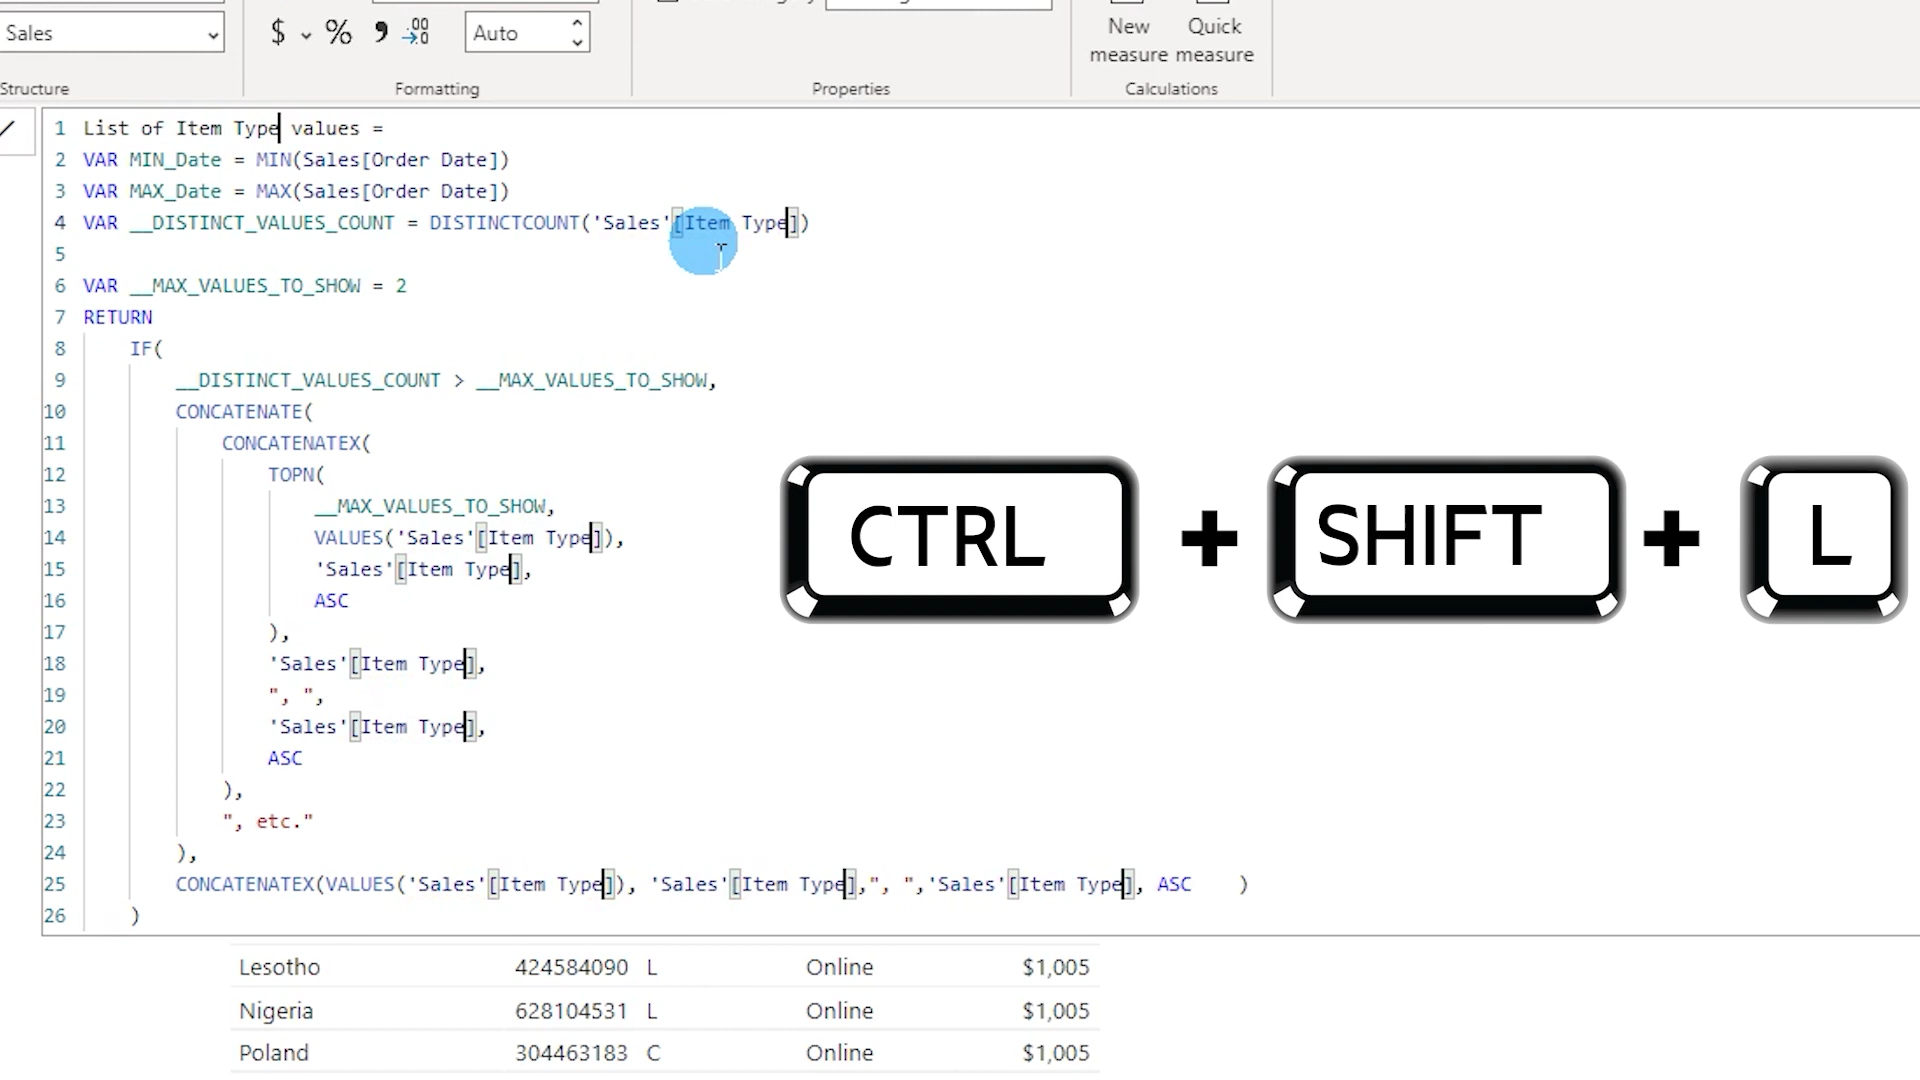 Sales
$ % , .00
Auto
New measure
Quick measure
Structure
Formatting
Properties
Calculations
1 List of Item Type values =
2 VAR MIN_Date = MIN(Sales[Order Date])
3 VAR MAX_Date = MAX(Sales[Order Date])
4 VAR __DISTINCT_VALUES_COUNT = DISTINCTCOUNT('Sales'[Item Type])
5
6 VAR __MAX_VALUES_TO_SHOW = 2
7 RETURN
8 IF(
9 __DISTINCT_VALUES_COUNT > __MAX_VALUES_TO_SHOW,
10 CONCATENATE(
11 CONCATENATEX(
12 TOPN(
13 __MAX_VALUES_TO_SHOW,
14 VALUES('Sales'[Item Type]),
15 'Sales'[Item Type],
16 ASC
17 ),
18 'Sales'[Item Type],
19 ", ",
20 'Sales'[Item Type],
21 ASC
22 ),
23 ", etc."
24 ),
25 CONCATENATEX(VALUES('Sales'[Item Type]), 'Sales'[Item Type],", ",'Sales'[Item Type], ASC )
26 )
CTRL + SHIFT + L
Lesotho 424584090 L Online $1,005
Nigeria 628104531 L Online $1,005
Poland 304463183 C Online $1,005